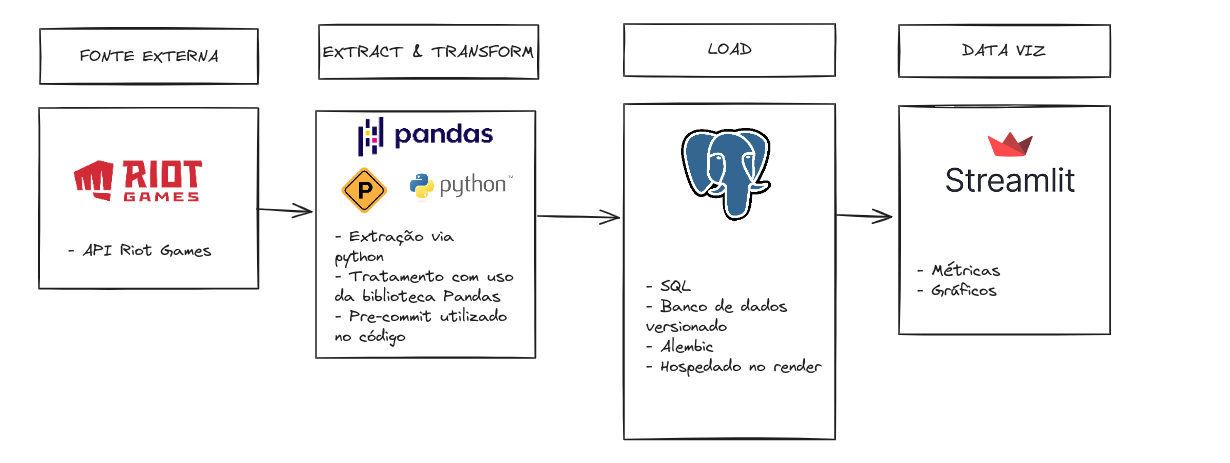 FONTE EXTERNA
EXTRACT & TRANSFORM
LOAD
DATA VIZ
RIOT
GAMES
- API Riot Games
pandas
P
python™
- Extração via
python
- Tratamento com uso
da biblioteca Pandas
- Pre-commit utilizado
no código
- SQL
- Banco de dados
versionado
- Alembic
- Hospedado no render
Streamlit
- Métricas
- Gráficos